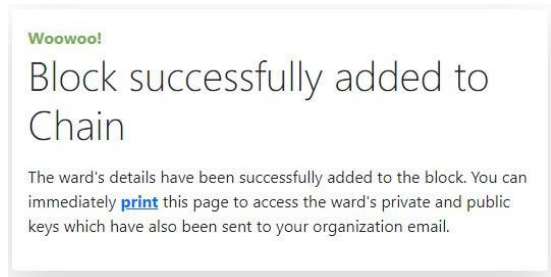 Woowoo!
Block successfully added to
Chain
The ward's details have been successfully added to the block. You can
immediately print this page to access the ward's private and public
keys which have also been sent to your organization email.